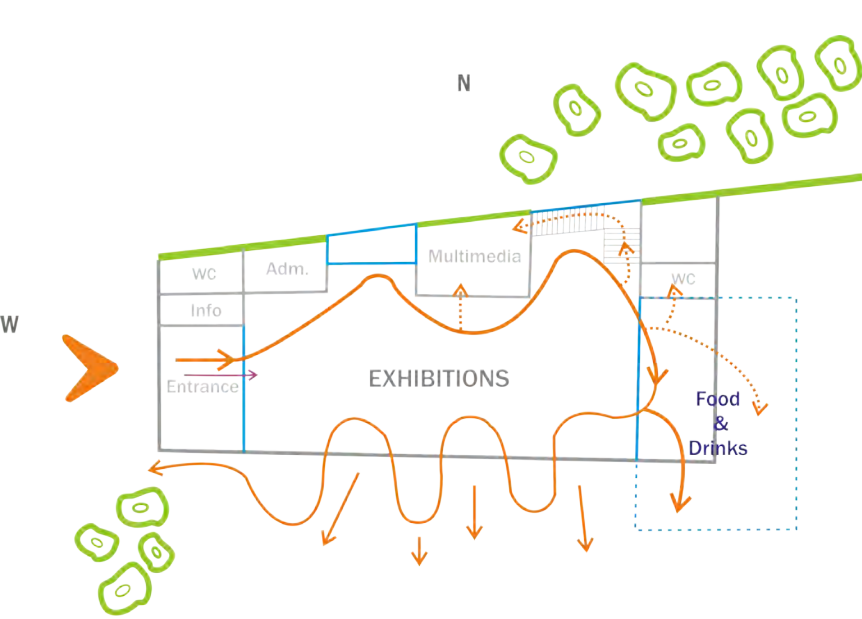 N
Multimedia
WC
Adm.
WC
Info
W
Entrance
EXHIBITIONS
Food
&
Drinks